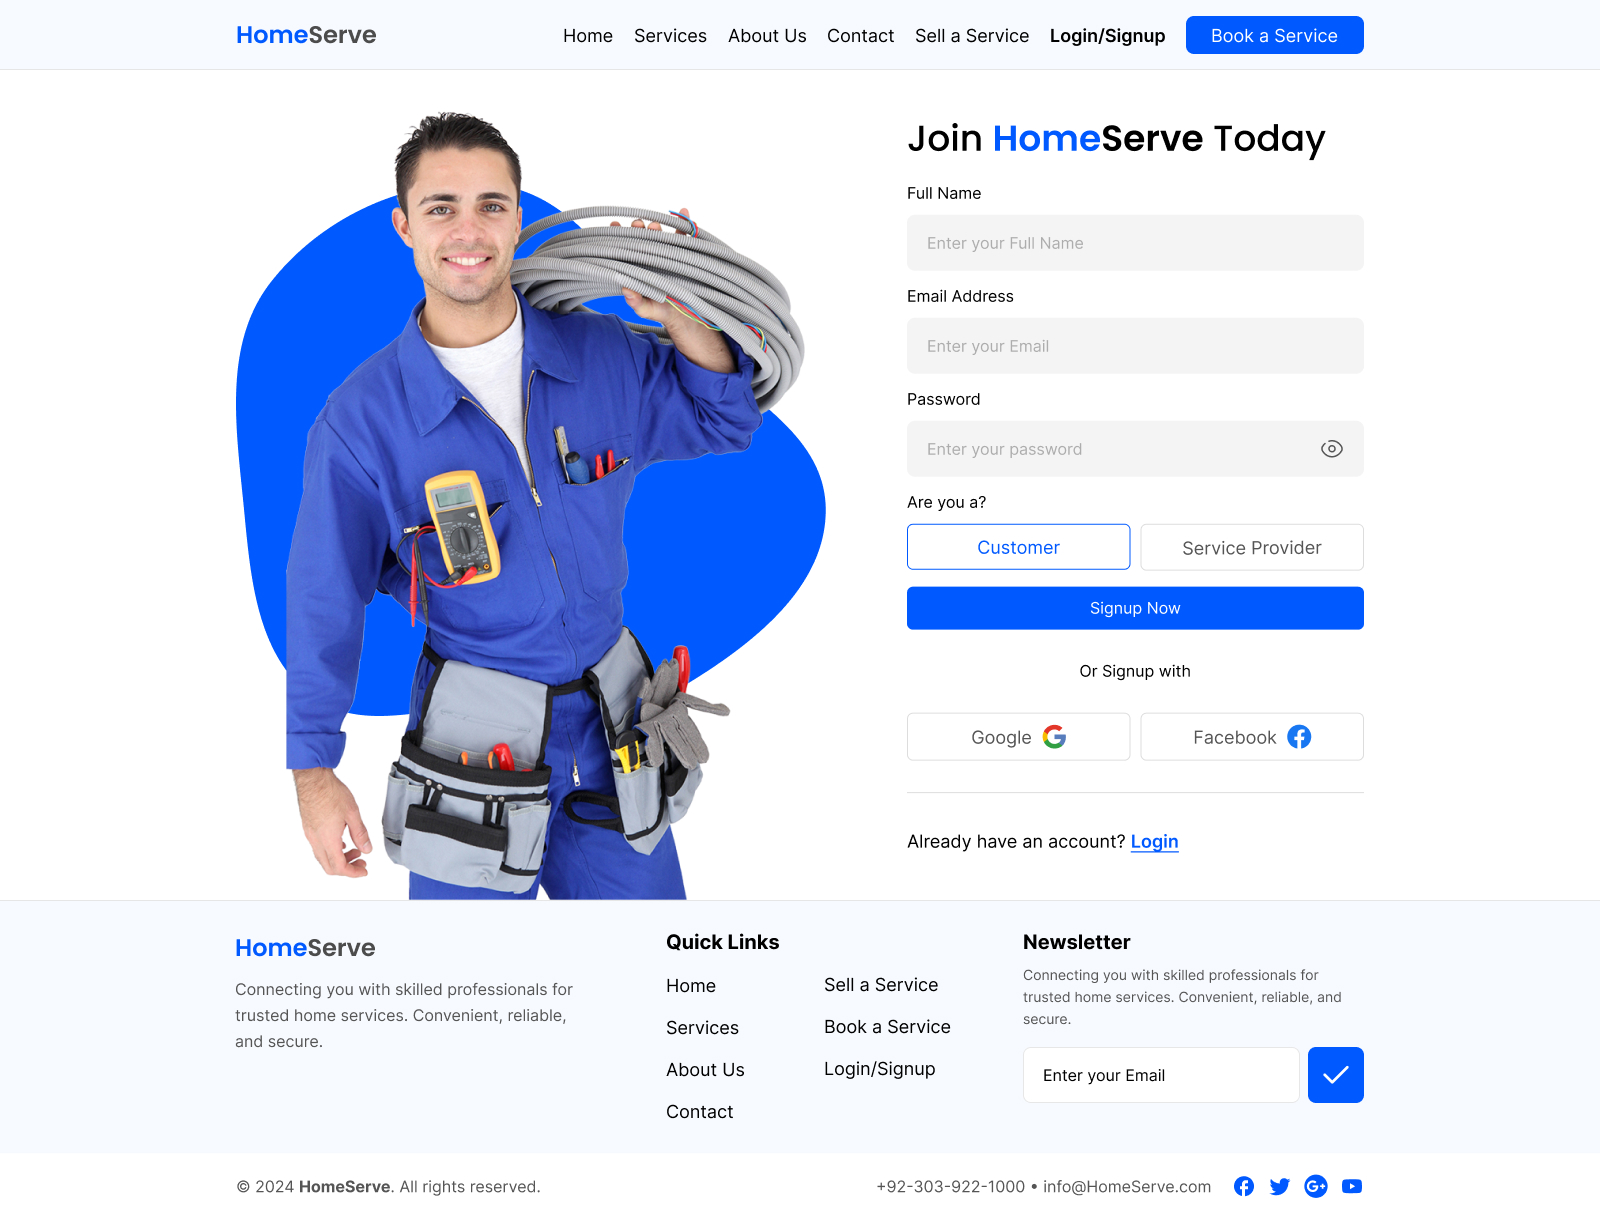 HomeServe
Home Services About Us Contact Sell a Service Login/Signup Book a Service
Join HomeServe Today
Full Name
Enter your Full Name
Email Address
Enter your Email
Password
Enter your password
Are you a?
Customer Service Provider
Signup Now
Or Signup with
Google Facebook
Already have an account? Login
HomeServe
Connecting you with skilled professionals for
trusted home services. Convenient, reliable,
and secure.
Quick Links
Home
Services
About Us
Contact
Sell a Service
Book a Service
Login/Signup
Newsletter
Connecting you with skilled professionals for
trusted home services. Convenient, reliable, and
secure.
Enter your Email
© 2024 HomeServe. All rights reserved.
+92-303-922-1000 • info@HomeServe.com